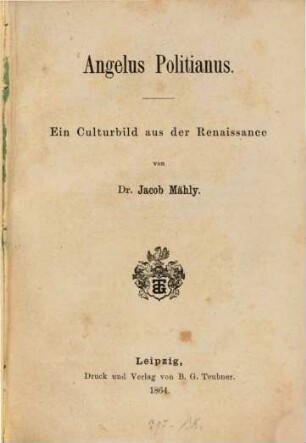 Angelus Politianus.
Ein Culturbild aus der Renaissance
von
Dr. Jacob Mähly.
Leipzig,
Druck und Verlag von B. G. Teubner.
1864.